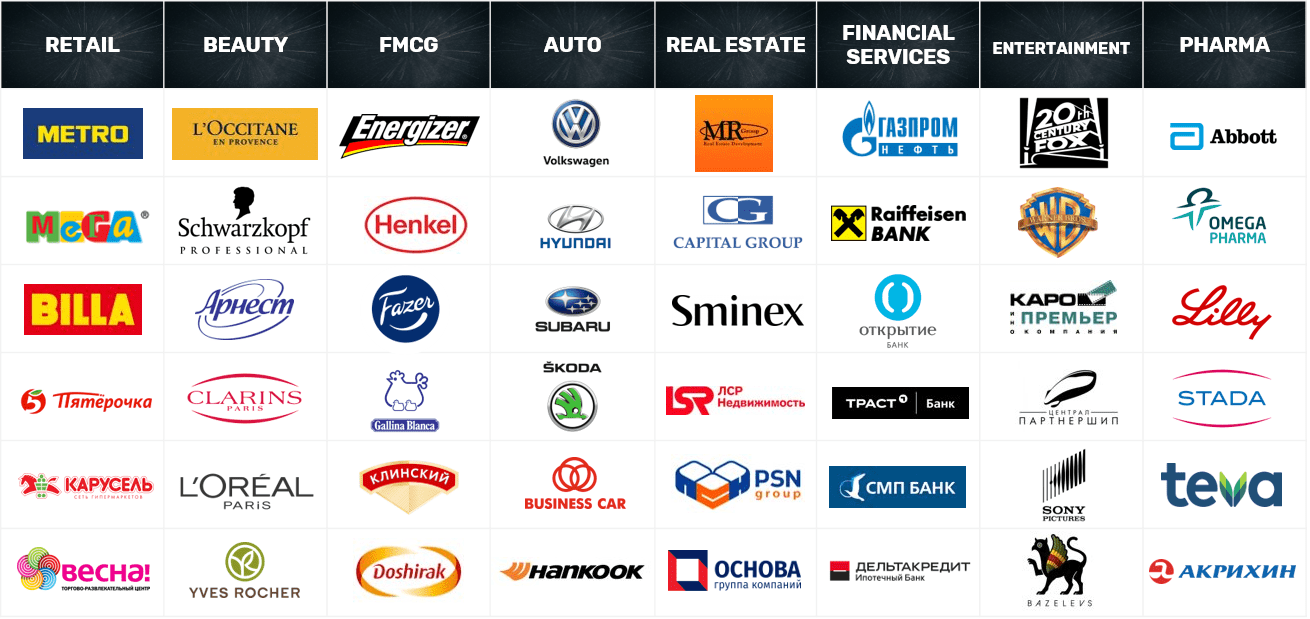 RETAIL
BEAUTY
FMCG
AUTO
REAL ESTATE
FINANCIAL
SERVICES
ENTERTAINMENT
PHARMA
METRO
L'OCCITANE
EN PROVENCE
Energizer®
Volkswagen
MR Group
Real Estate Development
ГАЗПРОМ
НЕФТЬ
20TH
CENTURY
FOX
Abbott
MEGA®
Schwarzkopf
PROFESSIONAL
Henkel
HYUNDAI
CG
CAPITAL GROUP
Raiffeisen
BANK
WB
WARNER BROS
OMEGA
PHARMA
BILLA
Арнест
Fazer
SUBARU
Sminex
открытие
БАНК
КАРО
ПРЕМЬЕР
КИНО
КОМПАНИЯ
Lilly
5 Пятёрочка
CLARINS
PARIS
Gallina Blanca
ŠKODA
ЛСР
Недвижимость
ТРАСТ Банк
ЦЕНТРАЛ
ПАРТНЕРШИП
STADA
КАРУСЕЛЬ
СЕТЬ ГИПЕРМАРКЕТОВ
L'ORÉAL
PARIS
КЛИНСКИЙ
BUSINESS CAR
PSN
group
СМП БАНК
SONY
PICTURES
teva
ВЕСНА!
ТОРГОВО-РАЗВЛЕКАТЕЛЬНЫЙ ЦЕНТР
YVES ROCHER
Doshirak
HANKOOK
ОСНОВА
группа компаний
ДЕЛЬТАКРЕДИТ
Ипотечный Банк
BAZELEVS
АКРИХИН